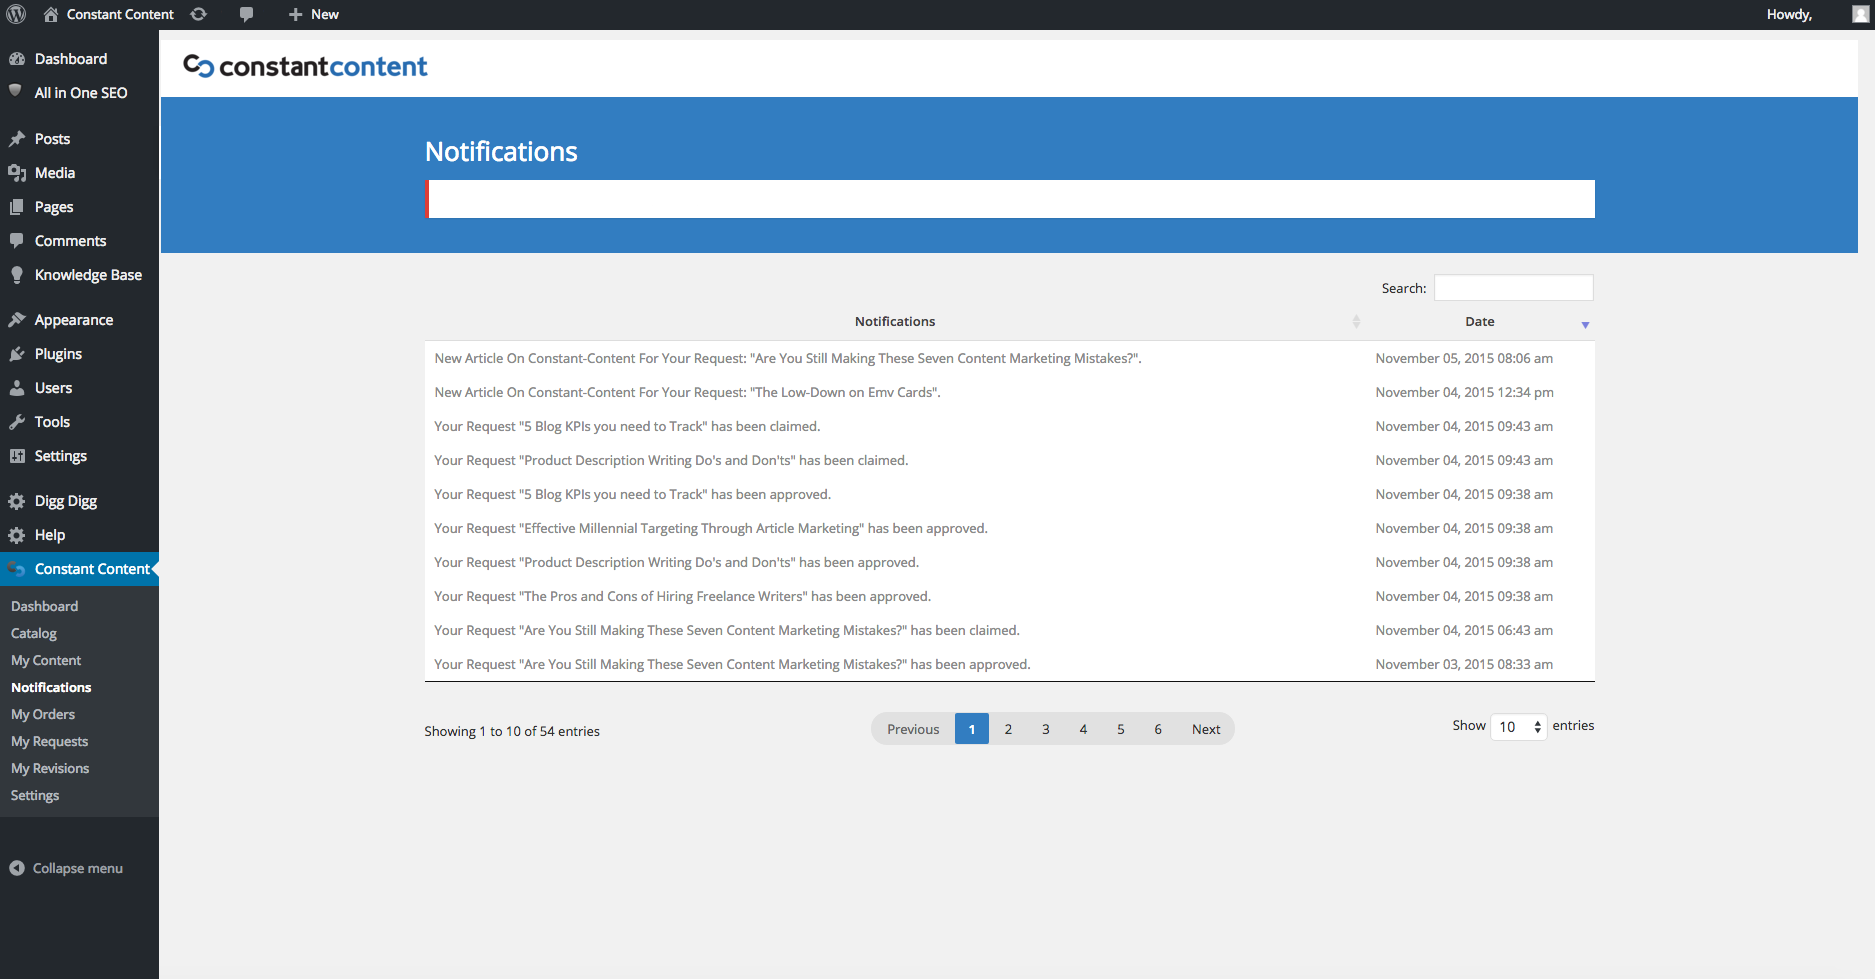 Constant Content New Howdy,
Dashboard
All in One SEO
Posts
Media
Pages
Comments
Knowledge Base
Appearance
Plugins
Users
Tools
Settings
Digg Digg
Help
Constant Content
Dashboard
Catalog
My Content
Notifications
My Orders
My Requests
My Revisions
Settings
Collapse menu
constantcontent
Notifications
Search:
Notifications Date
New Article On Constant-Content For Your Request: "Are You Still Making These Seven Content Marketing Mistakes?". November 05, 2015 08:06 am
New Article On Constant-Content For Your Request: "The Low-Down on Emv Cards". November 04, 2015 12:34 pm
Your Request "5 Blog KPIs you need to Track" has been claimed. November 04, 2015 09:43 am
Your Request "Product Description Writing Do's and Don'ts" has been claimed. November 04, 2015 09:43 am
Your Request "5 Blog KPIs you need to Track" has been approved. November 04, 2015 09:38 am
Your Request "Effective Millennial Targeting Through Article Marketing" has been approved. November 04, 2015 09:38 am
Your Request "Product Description Writing Do's and Don'ts" has been approved. November 04, 2015 09:38 am
Your Request "The Pros and Cons of Hiring Freelance Writers" has been approved. November 04, 2015 09:38 am
Your Request "Are You Still Making These Seven Content Marketing Mistakes?" has been claimed. November 04, 2015 06:43 am
Your Request "Are You Still Making These Seven Content Marketing Mistakes?" has been approved. November 03, 2015 08:33 am
Showing 1 to 10 of 54 entries Previous 1 2 3 4 5 6 Next Show 10 entries